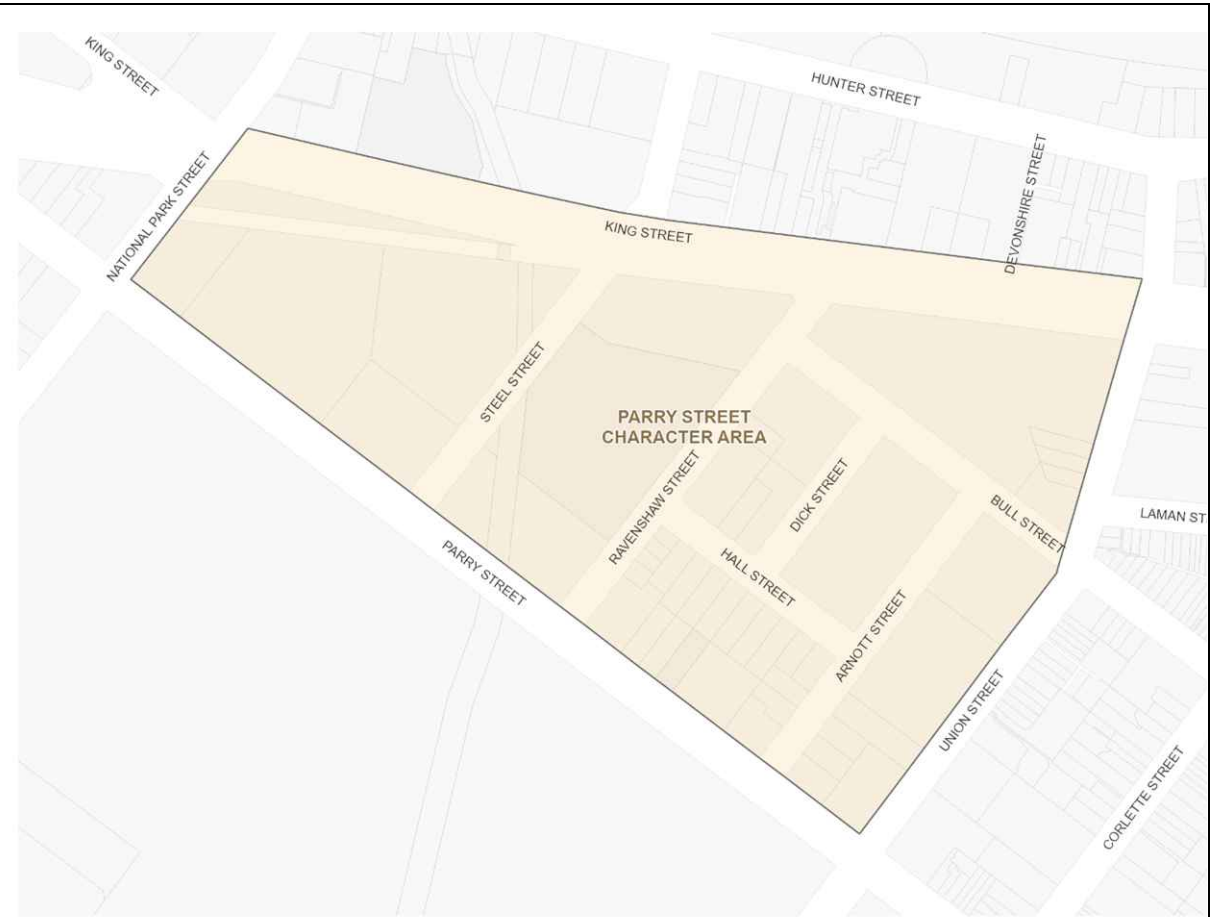 KING STREET
HUNTER STREET
DEVONSHIRE STREET
NATIONAL PARK STREET
KING STREET
STEEL STREET
PARRY STREET
CHARACTER AREA
RAVENSHAW STREET
DICK STREET
BULL STREET
LAMAN ST
PARRY STREET
HALL STREET
ARNOTT STREET
UNION STREET
CORLETTE STREET